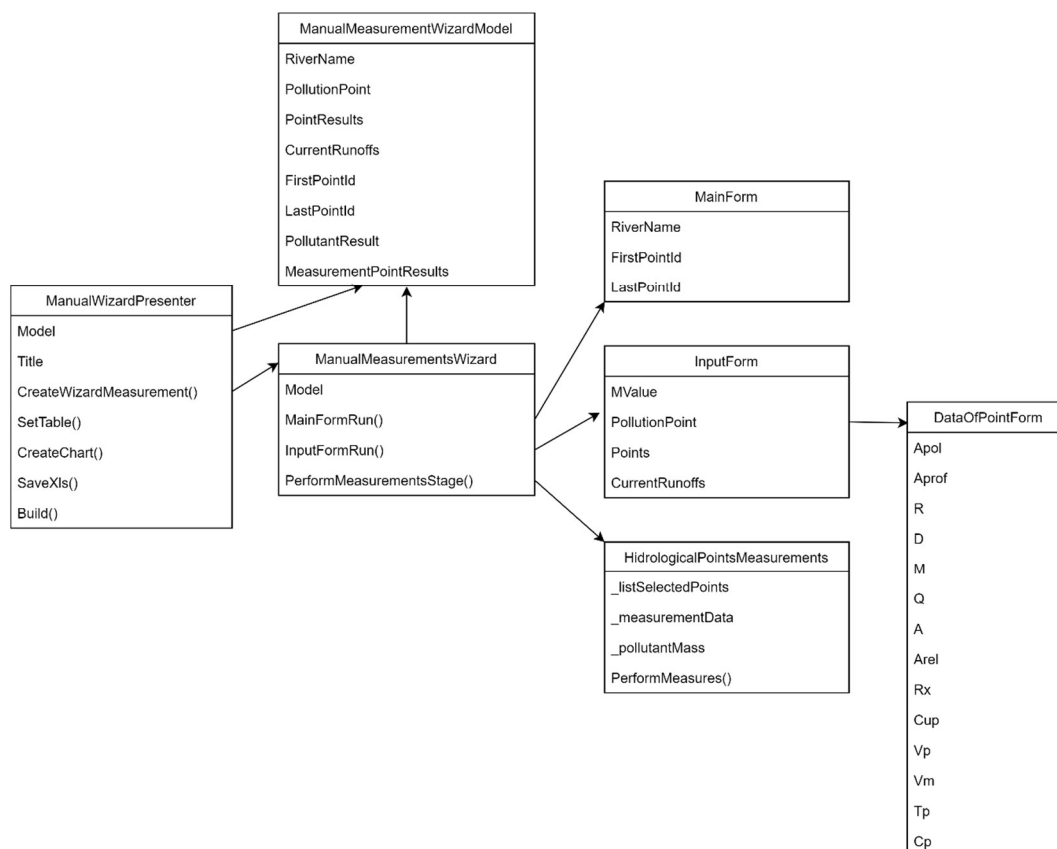 ManualMeasurementWizardModel
RiverName
PollutionPoint
PointResults
CurrentRunoffs
FirstPointId
LastPointId
PollutantResult
MeasurementPointResults
ManualWizardPresenter
Model
Title
CreateWizardMeasurement()
SetTable()
CreateChart()
SaveXls()
Build()
ManualMeasurementsWizard
Model
MainFormRun()
InputFormRun()
PerformMeasurementsStage()
MainForm
RiverName
FirstPointId
LastPointId
InputForm
MValue
PollutionPoint
Points
CurrentRunoffs
HidrologicalPointsMeasurements
_listSelectedPoints
_measurementData
_pollutantMass
PerformMeasures()
DataOfPointForm
Apol
Aprof
R
D
M
Q
A
Arel
Rx
Cup
Vp
Vm
Tp
Cp